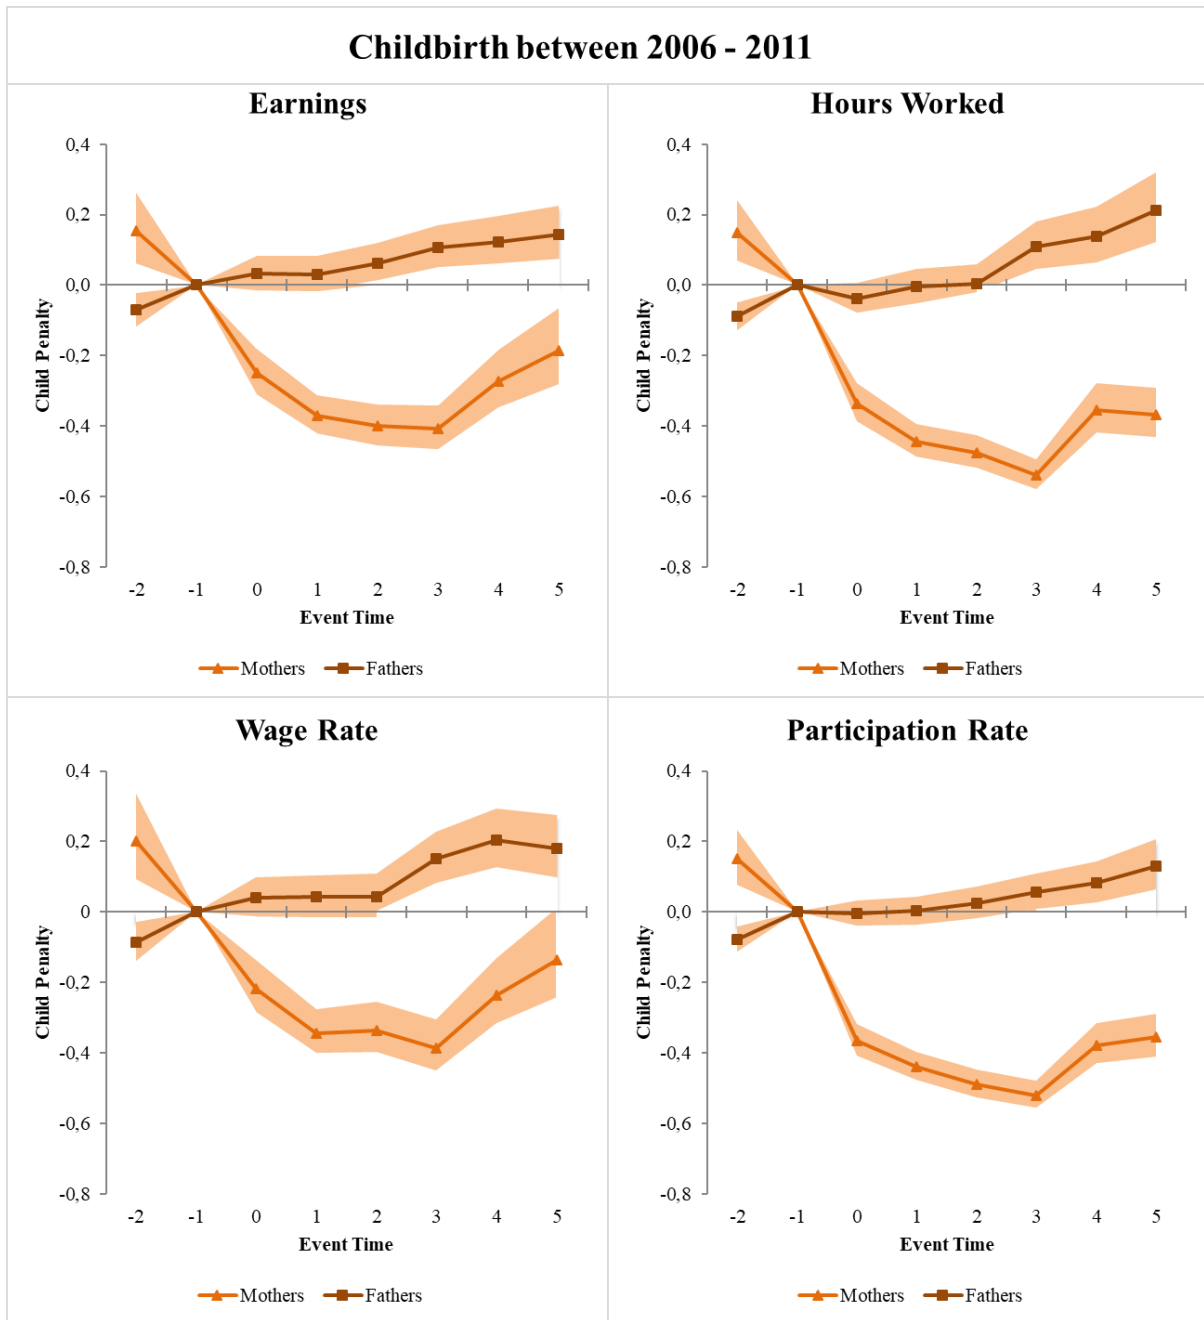 Childbirth between 2006 - 2011
Earnings
0,4
0,2
0,0
-0,2
-0,4
-0,6
-0,8
Child Penalty
-2 -1 0 1 2 3 4 5
Event Time
Mothers Fathers
Hours Worked
0,4
0,2
0,0
-0,2
-0,4
-0,6
-0,8
Child Penalty
-2 -1 0 1 2 3 4 5
Event Time
Mothers Fathers
Wage Rate
0,4
0,2
0
-0,2
-0,4
-0,6
-0,8
Child Penalty
-2 -1 0 1 2 3 4 5
Event Time
Mothers Fathers
Participation Rate
0,4
0,2
0,0
-0,2
-0,4
-0,6
-0,8
Child Penalty
-2 -1 0 1 2 3 4 5
Event Time
Mothers Fathers